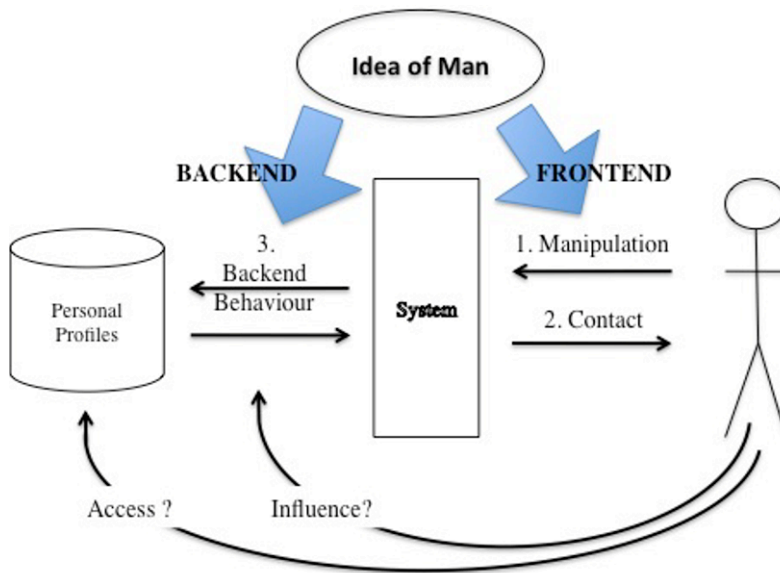 Idea of Man
BACKEND
FRONTEND
3.
Backend
Behaviour
1. Manipulation
2. Contact
System
Personal
Profiles
Access ?
Influence?